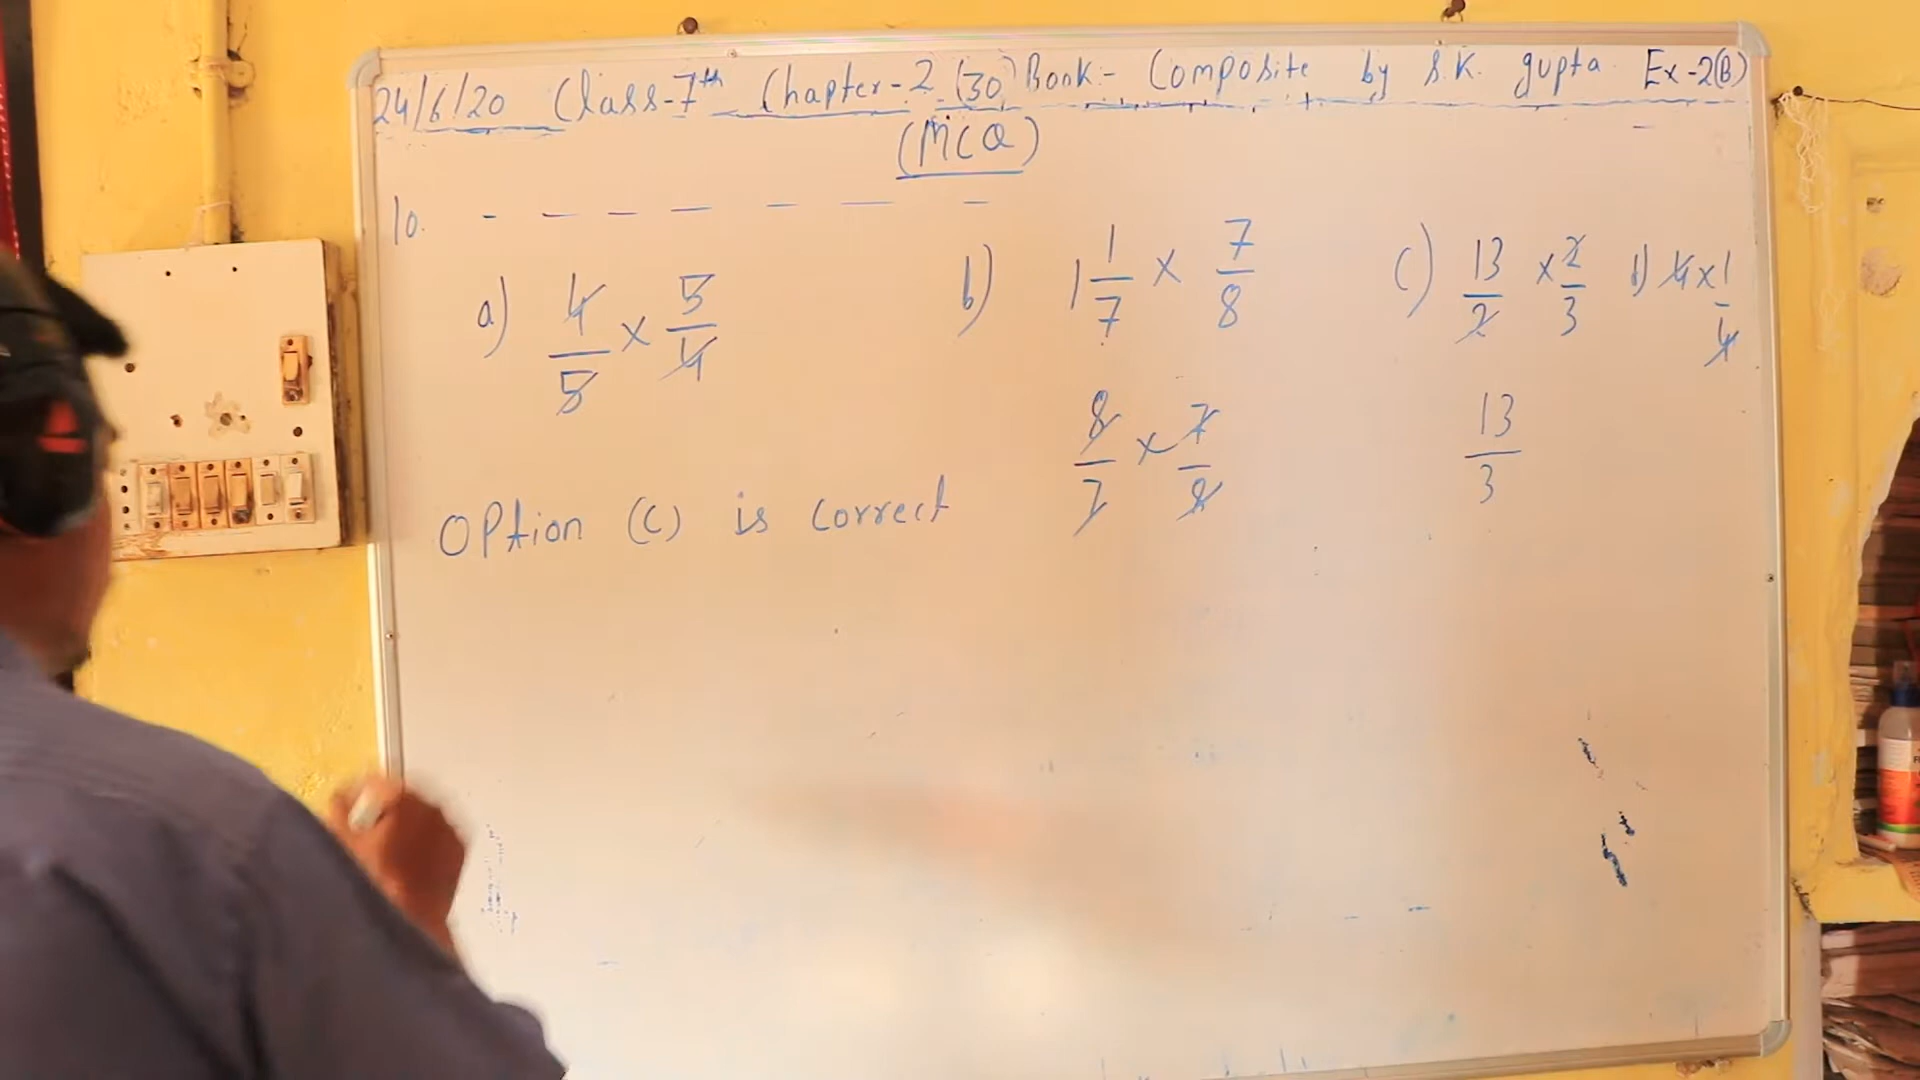 24/6/20 Class-7th Chapter-2 (30) Book:- Composite by S.K. gupta Ex-2(B)
(MCQ)
10. - — — — — — —
a) 4/5 × 5/4 b) 1 1/7 × 7/8 c) 13/2 × 2/3 d) 4 × 1/4
8/7 × 7/8 13/3
Option (c) is correct